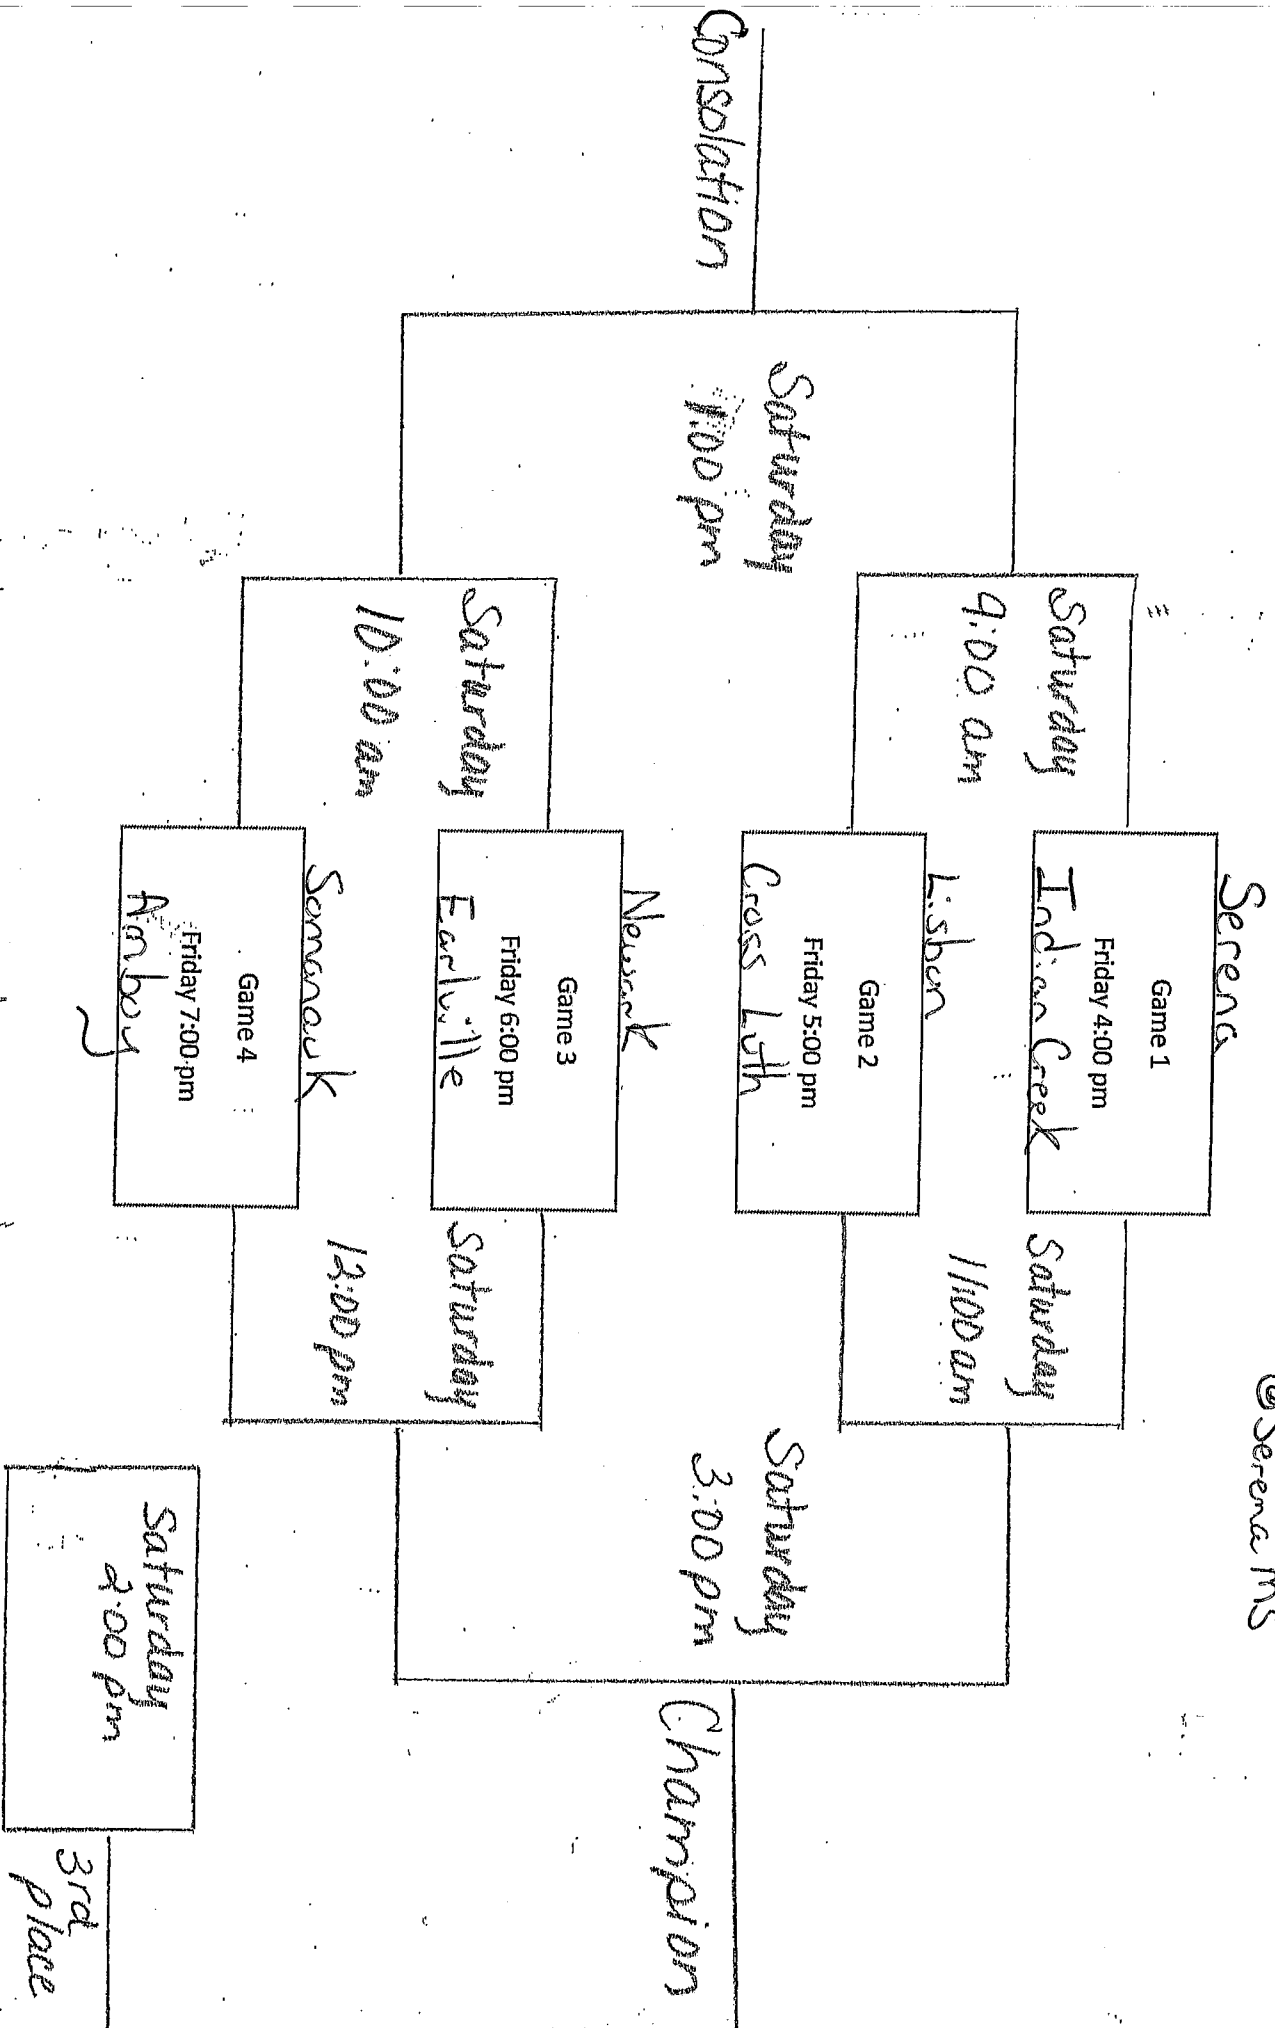 @Serena MS
Serena
Game 1
Friday 4:00 pm
Indian Creek
Lisbon
Game 2
Friday 5:00 pm
Cross Luth
Newark
Game 3
Friday 6:00 pm
Earlville
Somonauk
Game 4
Friday 7:00 pm
Amboy
Saturday
9:00 am
Saturday
10:00 am
Saturday
1:00 pm
Consolation
Saturday
11:00 am
Saturday
12:00 pm
Saturday
3:00 pm
Champion
Saturday
2:00 pm
3rd
place